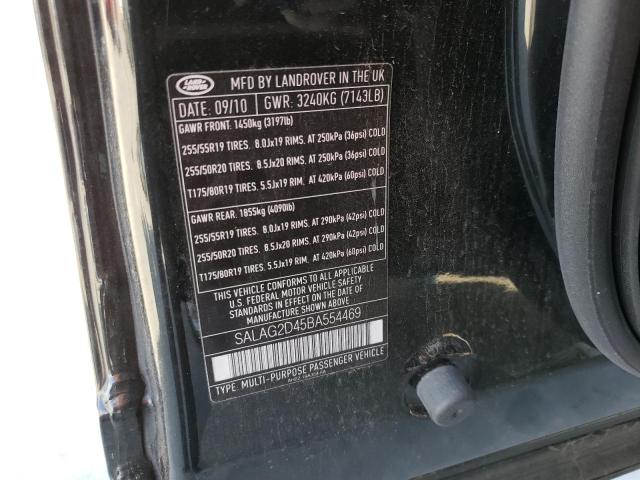 LAND ROVER
MFD BY LANDROVER IN THE UK
DATE: 09/10 GWR: 3240KG (7143LB)
GAWR FRONT: 1450kg (3197lb)
255/55R19 TIRES. 8.0Jx19 RIMS. AT 250kPa (36psi) COLD
255/50R20 TIRES. 8.5Jx20 RIMS. AT 250kPa (36psi) COLD
T175/80R19 TIRES. 5.5Jx19 RIM. AT 420kPa (60psi) COLD
GAWR REAR. 1855kg (4090lb)
255/55R19 TIRES. 8.0Jx19 RIMS. AT 290kPa (42psi) COLD
255/50R20 TIRES. 8.5Jx20 RIMS. AT 290kPa (42psi) COLD
T175/80R19 TIRES. 5.5Jx19 RIM. AT 420kPa (60psi) COLD
THIS VEHICLE CONFORMS TO ALL APPLICABLE
U.S. FEDERAL MOTOR VEHICLE SAFETY
STANDARDS IN EFFECT ON THE DATE OF
MANUFACTURE SHOWN ABOVE.
SALAG2D45BA554469
TYPE. MULTI-PURPOSE PASSENGER VEHICLE